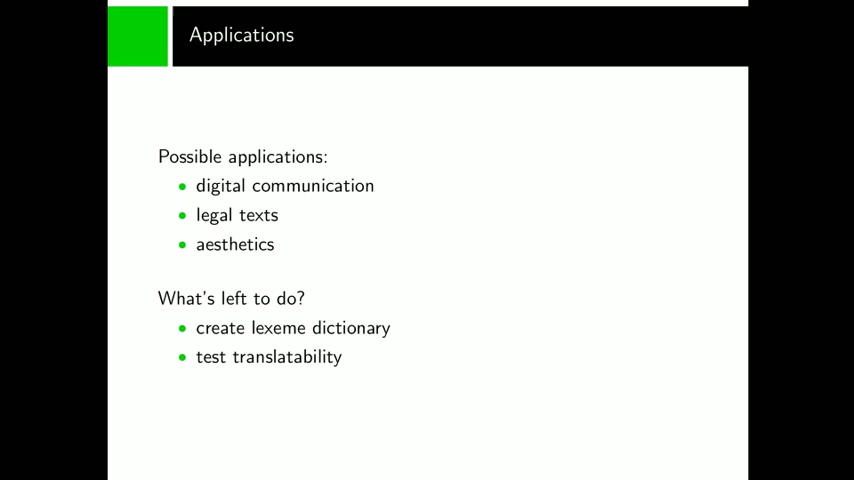 Applications
Possible applications:
• digital communication
• legal texts
• aesthetics
What's left to do?
• create lexeme dictionary
• test translatability